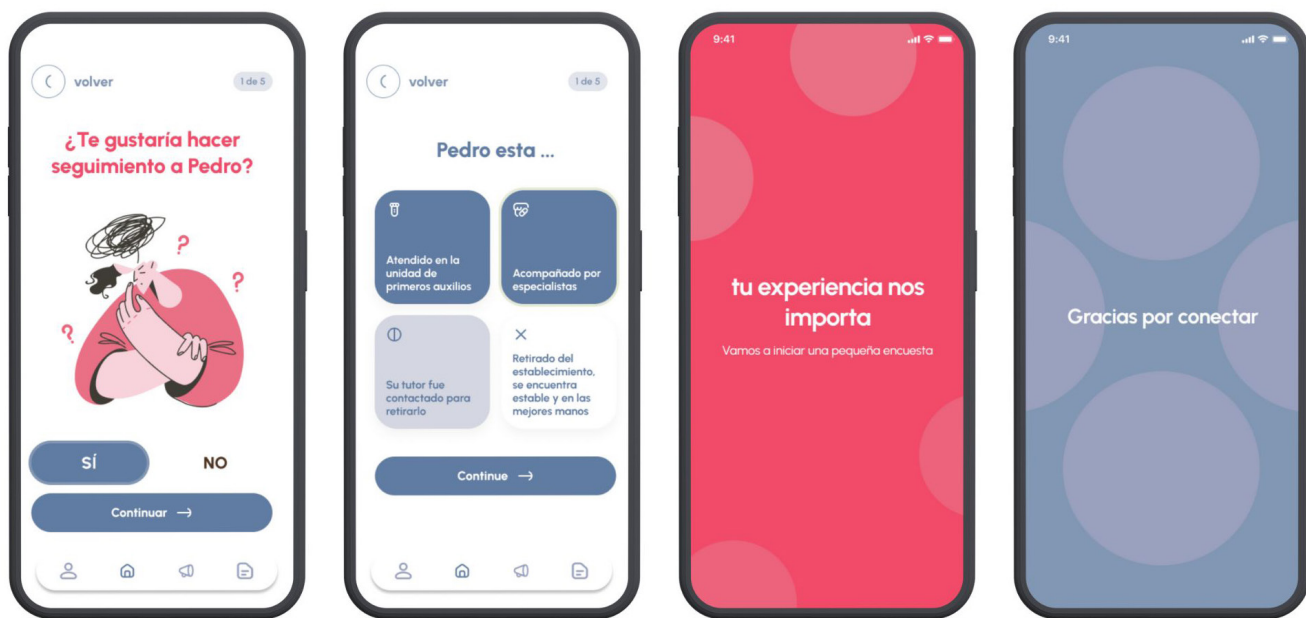 volver
1 de 5
¿Te gustaría hacer
seguimiento a Pedro?
?
?
?
?
SÍ
NO
Continuar →
volver
1 de 5
Pedro esta ...
Atendido en la
unidad de
primeros auxilios
Acompañado por
especialistas
Su tutor fue
contactado para
retirarlo
Retirado del
establecimiento,
se encuentra
estable y en las
mejores manos
Continue →
9:41
tu experiencia nos
importa
Vamos a iniciar una pequeña encuesta
9:41
Gracias por conectar